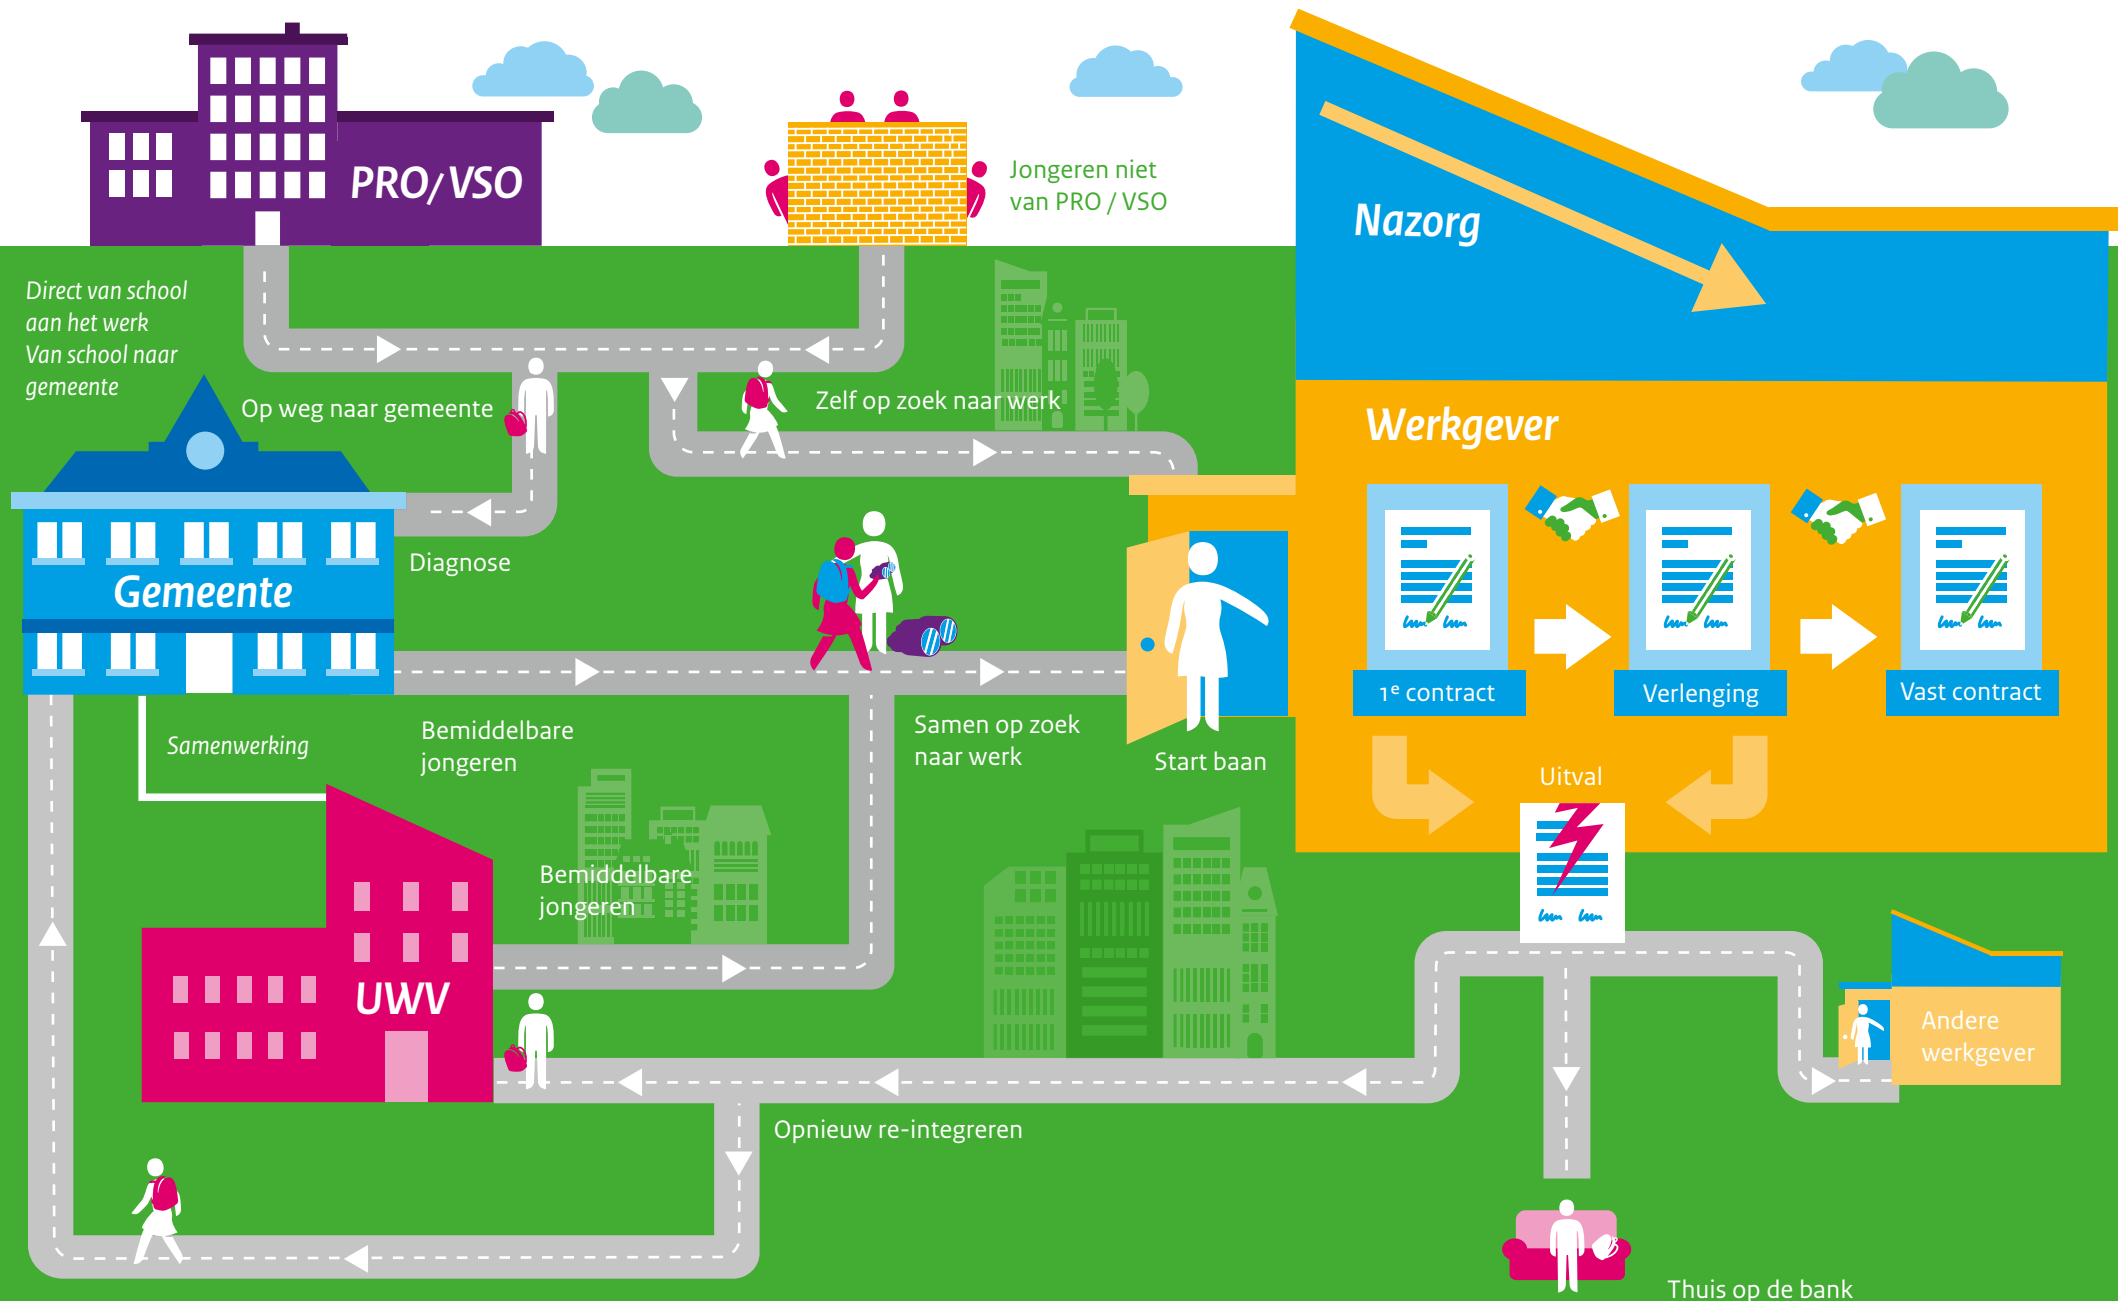 PRO/VSO
Jongeren niet
van PRO / VSO
Nazorg
Direct van school
aan het werk
Van school naar
gemeente
Op weg naar gemeente
Zelf op zoek naar werk
Werkgever
Diagnose
Gemeente
1e contract
Verlenging
Vast contract
Samenwerking
Bemiddelbare
jongeren
Samen op zoek
naar werk
Start baan
Uitval
Bemiddelbare
jongeren
UWV
Andere
werkgever
Opnieuw re-integreren
Thuis op de bank